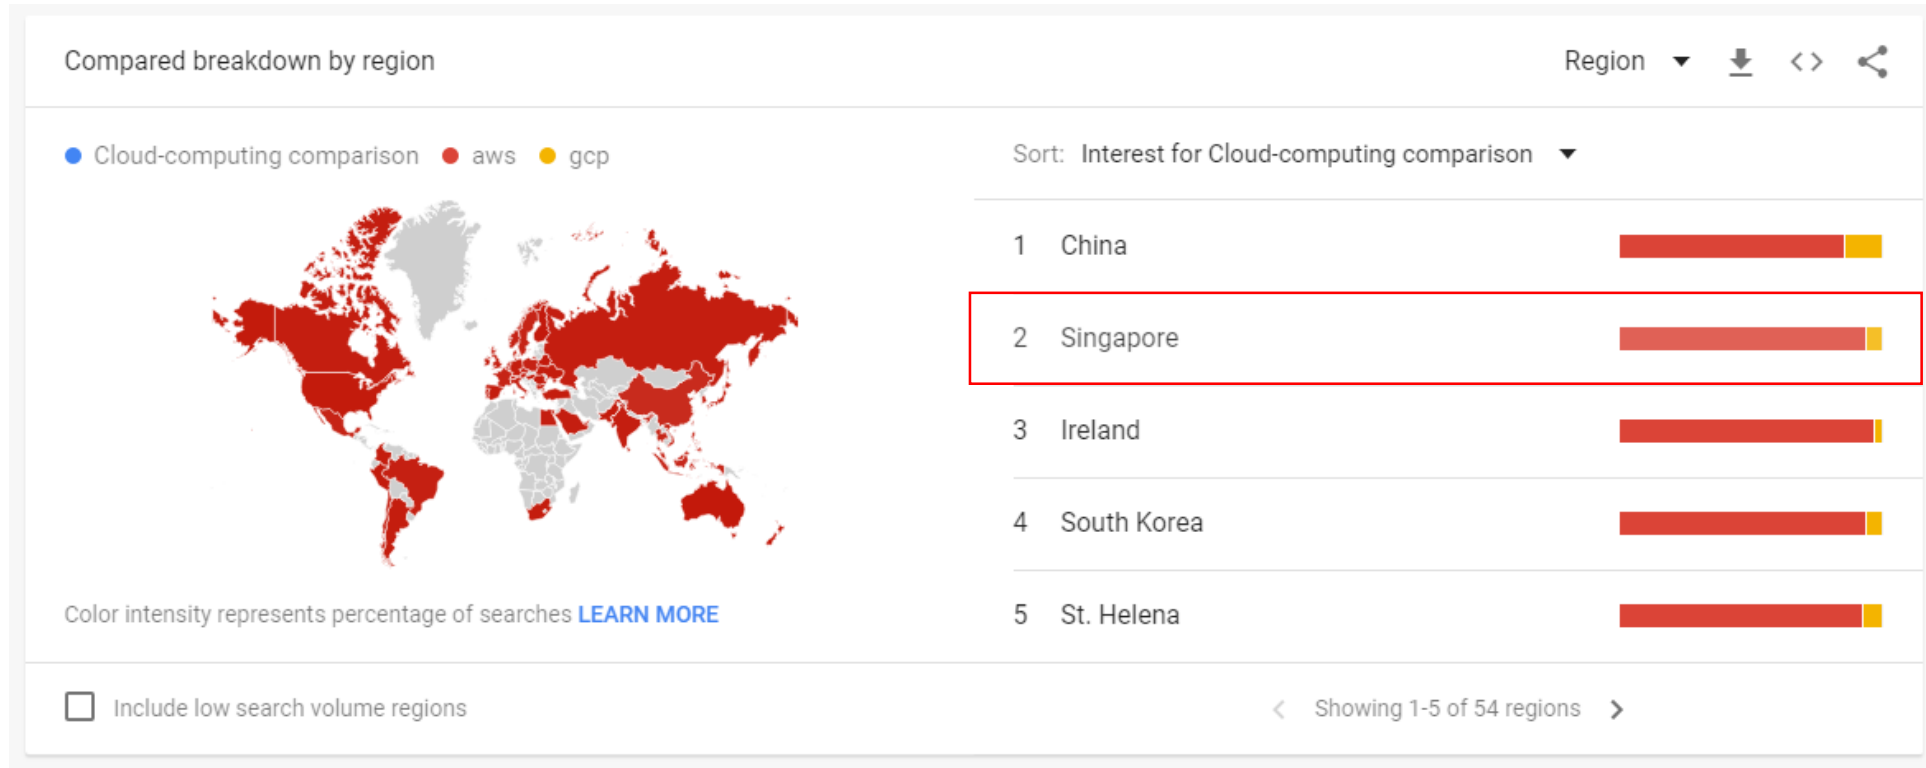 Compared breakdown by region
Region
Cloud-computing comparison aws gcp
Sort: Interest for Cloud-computing comparison
1 China
2 Singapore
3 Ireland
4 South Korea
5 St. Helena
Color intensity represents percentage of searches LEARN MORE
Include low search volume regions
Showing 1-5 of 54 regions